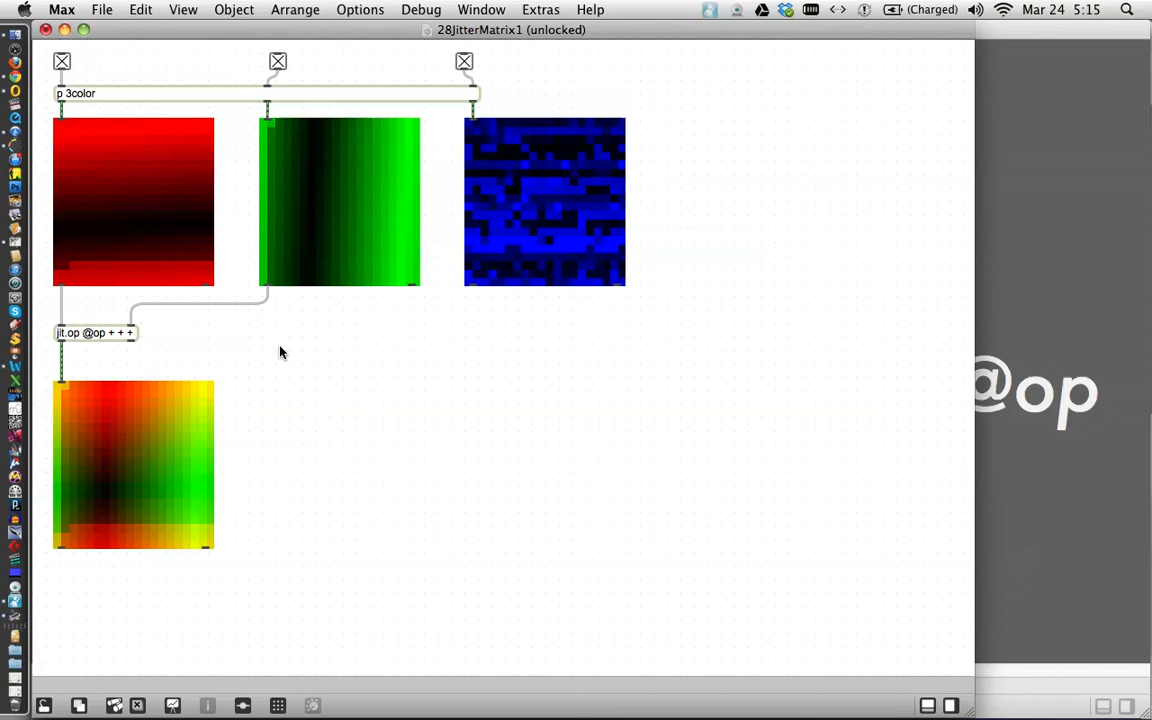 Max File Edit View Object Arrange Options Debug Window Extras Help (Charged) Mar 24 5:15
28JitterMatrix1 (unlocked)
p 3color
jit.op @op + + +
@op